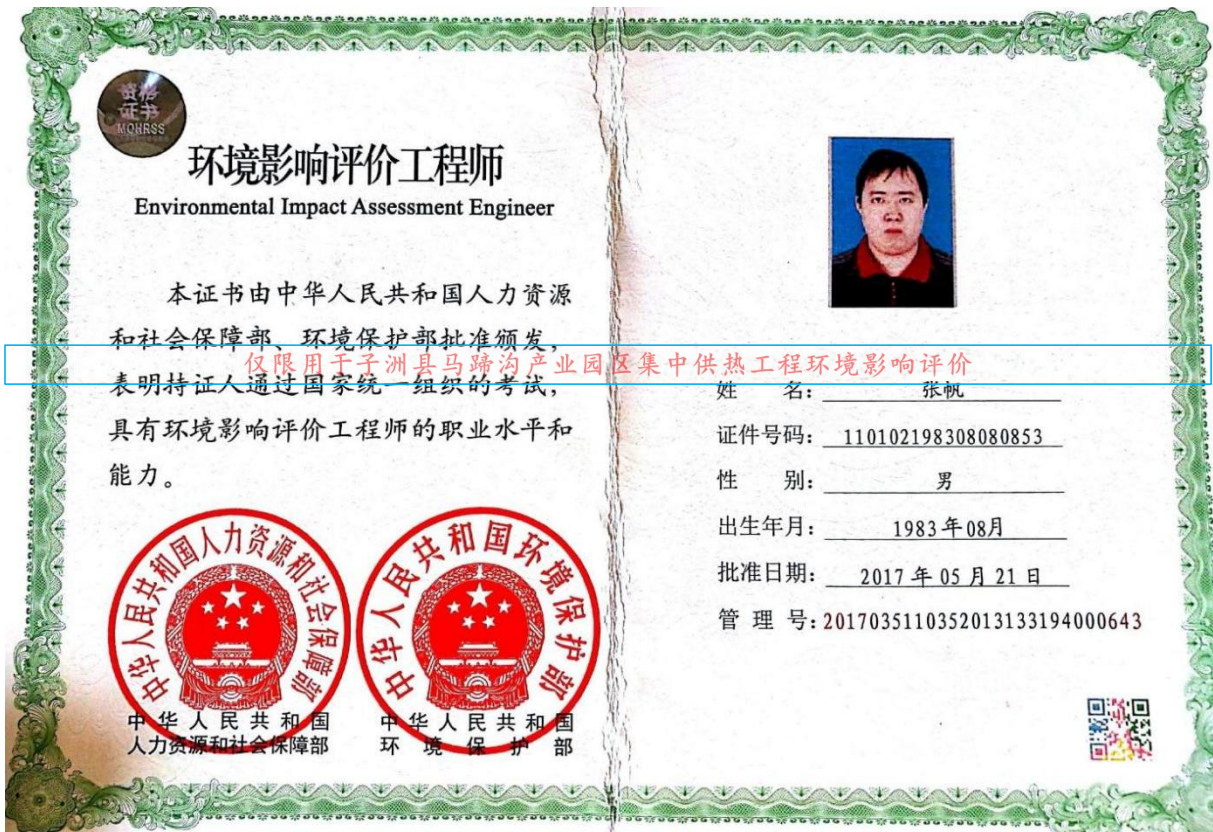 资格
证书
MOHRSS
环境影响评价工程师
Environmental Impact Assessment Engineer
本证书由中华人民共和国人力资源
和社会保障部、环境保护部批准颁发，
表明持证人通过国家统一组织的考试，
具有环境影响评价工程师的职业水平和
能力。
中华人民共和国人力资源和社会保障部
中华人民共和国环境保护部
中华人民共和国
人力资源和社会保障部
中华人民共和国
环境保护部
仅限用于子洲县马蹄沟产业园区集中供热工程环境影响评价
姓 名：张帆
证件号码：110102198308080853
性 别：男
出生年月：1983年08月
批准日期：2017年05月21日
管 理 号：2017035110352013133194000643